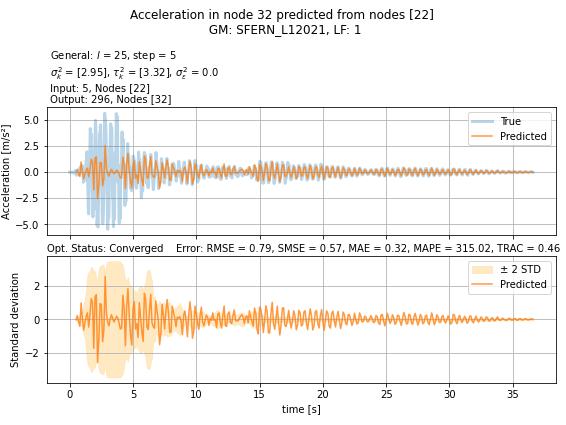 Acceleration in node 32 predicted from nodes [22]
GM: SFERN_L12021, LF: 1
General: l = 25, step = 5
σ²ₖ = [2.95], τ²ₖ = [3.32], σ²ε = 0.0
Input: 5, Nodes [22]
Output: 296, Nodes [32]
5.0
2.5
0.0
−2.5
−5.0
Acceleration [m/s²]
True
Predicted
Opt. Status: Converged Error: RMSE = 0.79, SMSE = 0.57, MAE = 0.32, MAPE = 315.02, TRAC = 0.46
2
0
−2
Standard deviation
± 2 STD
Predicted
0 5 10 15 20 25 30 35
time [s]